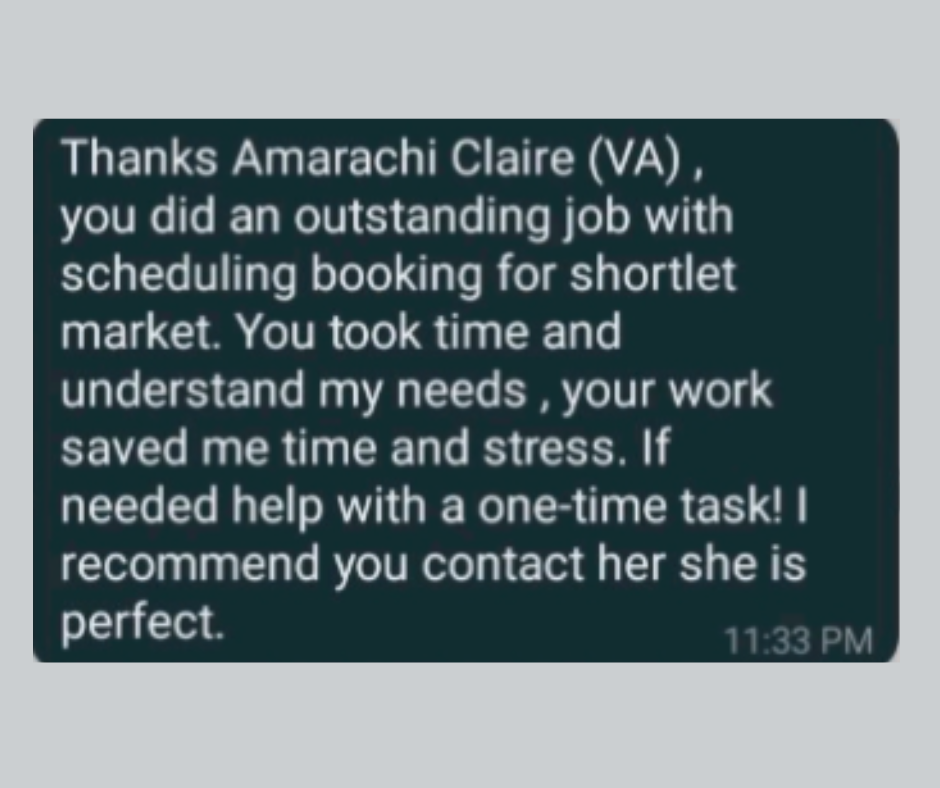 Thanks Amarachi Claire (VA) ,
you did an outstanding job with
scheduling booking for shortlet
market. You took time and
understand my needs , your work
saved me time and stress. If
needed help with a one-time task! I
recommend you contact her she is
perfect.
11:33 PM